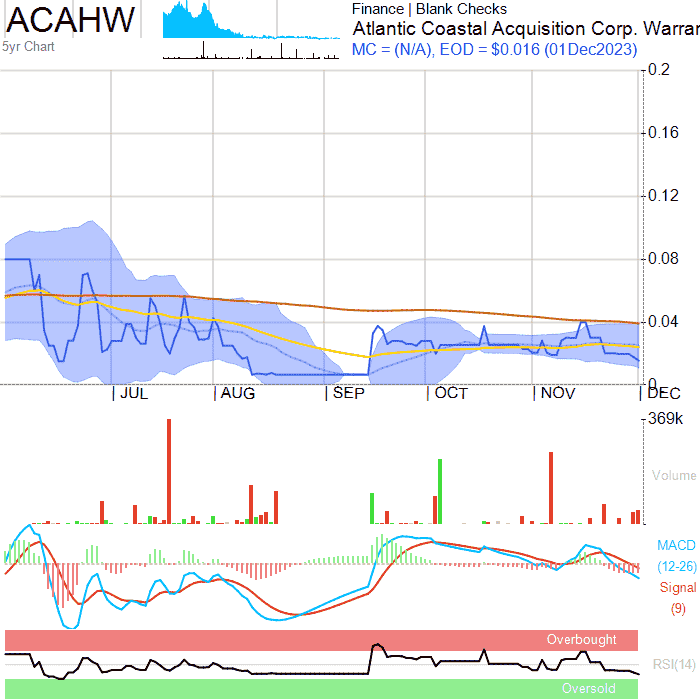 ACAHW
5yr Chart
Finance | Blank Checks
Atlantic Coastal Acquisition Corp. Warran
MC = (N/A), EOD = $0.016 (01Dec2023)
0.2
0.16
0.12
0.08
0.04
0
JUL
AUG
SEP
OCT
NOV
DEC
369k
Volume
MACD
(12-26)
Signal
(9)
Overbought
RSI(14)
Oversold